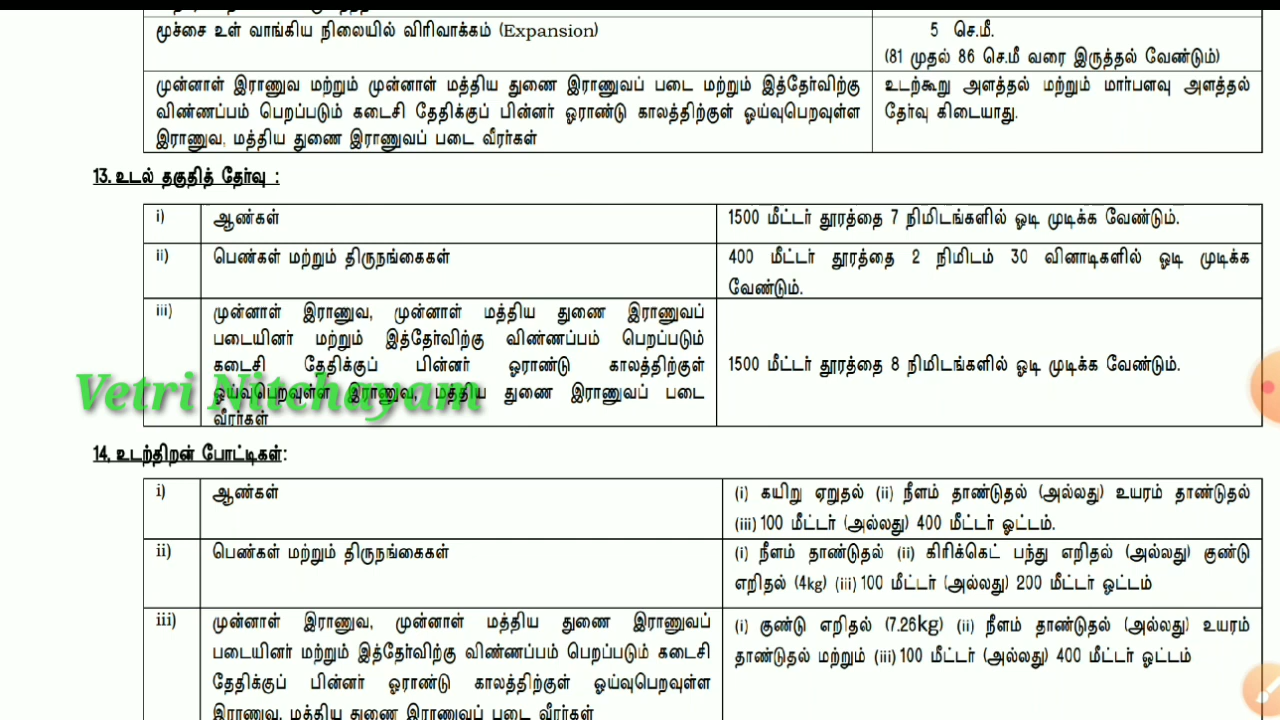 மூச்சை உள் வாங்கிய நிலையில் விரிவாக்கம் (Expansion)
5 செ.மீ.
(81 முதல் 86 செ.மீ வரை இருத்தல் வேண்டும்)
முன்னாள் இராணுவ மற்றும் முன்னாள் மத்திய துணை இராணுவப் படை மற்றும் இத்தேர்விற்கு
விண்ணப்பம் பெறப்படும் கடைசி தேதிக்குப் பின்னர் ஓராண்டு காலத்திற்குள் ஓய்வுபெறவுள்ள
இராணுவ, மத்திய துணை இராணுவப் படை வீரர்கள்
உடற்கூறு அளத்தல் மற்றும் மார்பளவு அளத்தல்
தேர்வு கிடையாது.
13. உடல் தகுதித் தேர்வு :
i) ஆண்கள் 1500 மீட்டர் தூரத்தை 7 நிமிடங்களில் ஓடி முடிக்க வேண்டும்.
ii) பெண்கள் மற்றும் திருநங்கைகள் 400 மீட்டர் தூரத்தை 2 நிமிடம் 30 வினாடிகளில் ஓடி முடிக்க
வேண்டும்.
iii) முன்னாள் இராணுவ, முன்னாள் மத்திய துணை இராணுவப்
படையினர் மற்றும் இத்தேர்விற்கு விண்ணப்பம் பெறப்படும்
கடைசி தேதிக்குப் பின்னர் ஓராண்டு காலத்திற்குள்
ஓய்வுபெறவுள்ள இராணுவ, மத்திய துணை இராணுவப் படை
வீரர்கள்
1500 மீட்டர் தூரத்தை 8 நிமிடங்களில் ஓடி முடிக்க வேண்டும்.
Vetri Nitchayam
14. உடற்திறன் போட்டிகள்:
i) ஆண்கள் (i) கயிறு ஏறுதல் (ii) நீளம் தாண்டுதல் (அல்லது) உயரம் தாண்டுதல்
(iii) 100 மீட்டர் (அல்லது) 400 மீட்டர் ஓட்டம்.
ii) பெண்கள் மற்றும் திருநங்கைகள் (i) நீளம் தாண்டுதல் (ii) கிரிக்கெட் பந்து எறிதல் (அல்லது) குண்டு
எறிதல் (4kg) (iii) 100 மீட்டர் (அல்லது) 200 மீட்டர் ஓட்டம்
iii) முன்னாள் இராணுவ, முன்னாள் மத்திய துணை இராணுவப்
படையினர் மற்றும் இத்தேர்விற்கு விண்ணப்பம் பெறப்படும் கடைசி
தேதிக்குப் பின்னர் ஓராண்டு காலத்திற்குள் ஓய்வுபெறவுள்ள
இராணுவ, மத்திய துணை இராணுவப் படை வீரர்கள்
(i) குண்டு எறிதல் (7.26kg) (ii) நீளம் தாண்டுதல் (அல்லது) உயரம்
தாண்டுதல் மற்றும் (iii) 100 மீட்டர் (அல்லது) 400 மீட்டர் ஓட்டம்